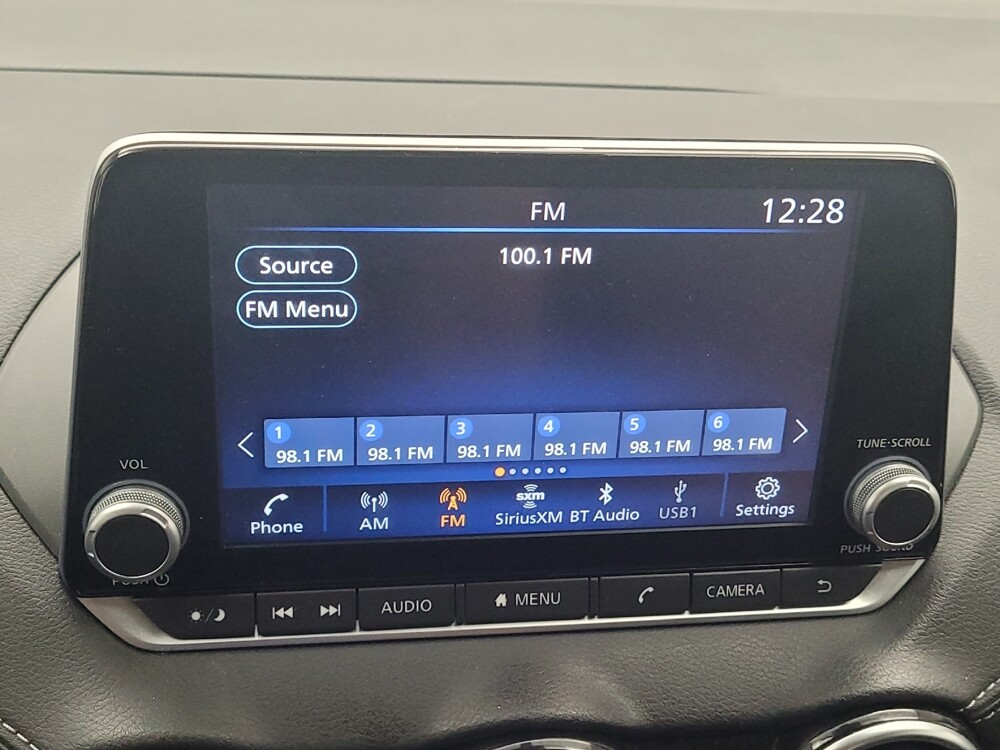 FM
12:28
Source
100.1 FM
FM Menu
1 2 3 4 5 6
98.1 FM 98.1 FM 98.1 FM 98.1 FM 98.1 FM 98.1 FM
VOL
TUNE·SCROLL
sxm
Phone AM FM SiriusXM BT Audio USB1 Settings
PUSH
PUSH SOUND
AUDIO MENU CAMERA